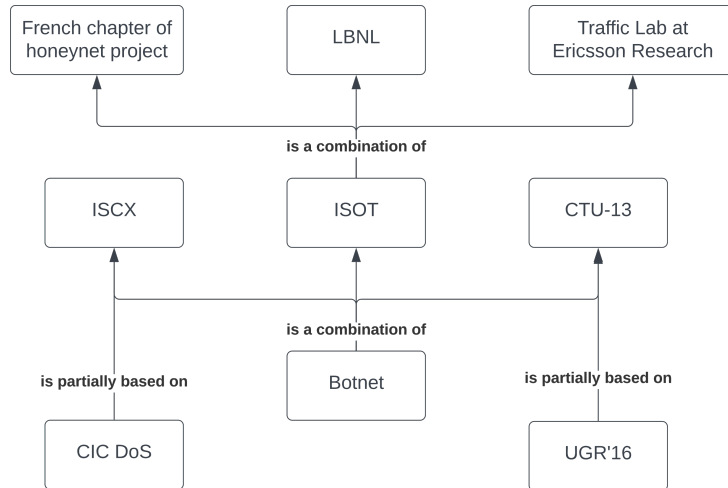 French chapter of
honeynet project
LBNL
Traffic Lab at
Ericsson Research
is a combination of
ISCX
ISOT
CTU-13
is a combination of
is partially based on
Botnet
is partially based on
CIC DoS
UGR'16